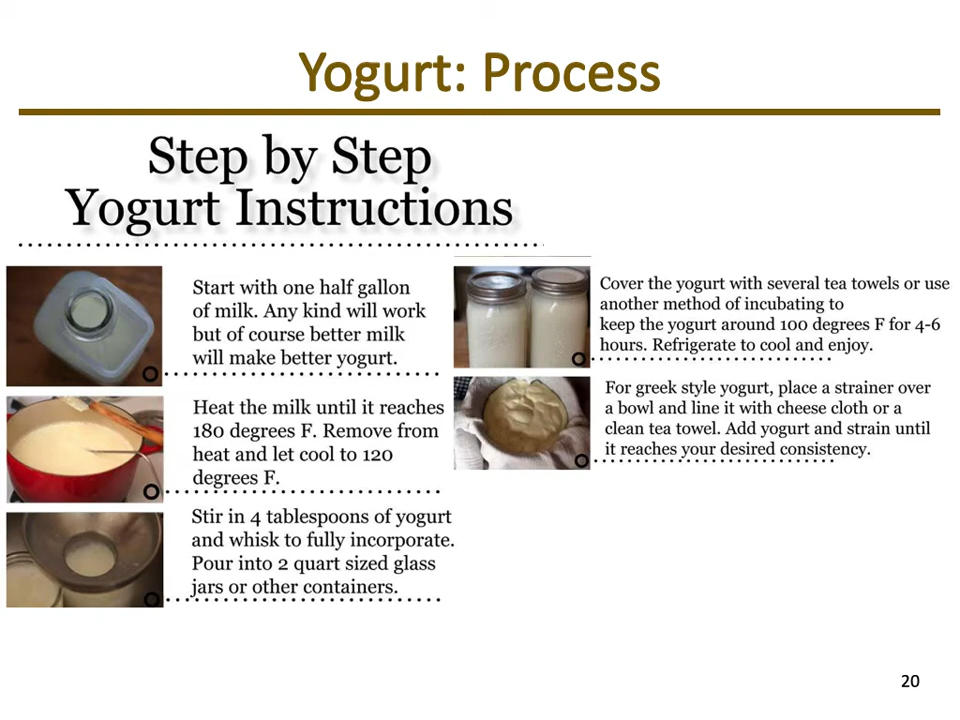 Yogurt: Process
Step by Step
Yogurt Instructions
Start with one half gallon
of milk. Any kind will work
but of course better milk
will make better yogurt.
Heat the milk until it reaches
180 degrees F. Remove from
heat and let cool to 120
degrees F.
Stir in 4 tablespoons of yogurt
and whisk to fully incorporate.
Pour into 2 quart sized glass
jars or other containers.
Cover the yogurt with several tea towels or use
another method of incubating to
keep the yogurt around 100 degrees F for 4-6
hours. Refrigerate to cool and enjoy.
For greek style yogurt, place a strainer over
a bowl and line it with cheese cloth or a
clean tea towel. Add yogurt and strain until
it reaches your desired consistency.
20